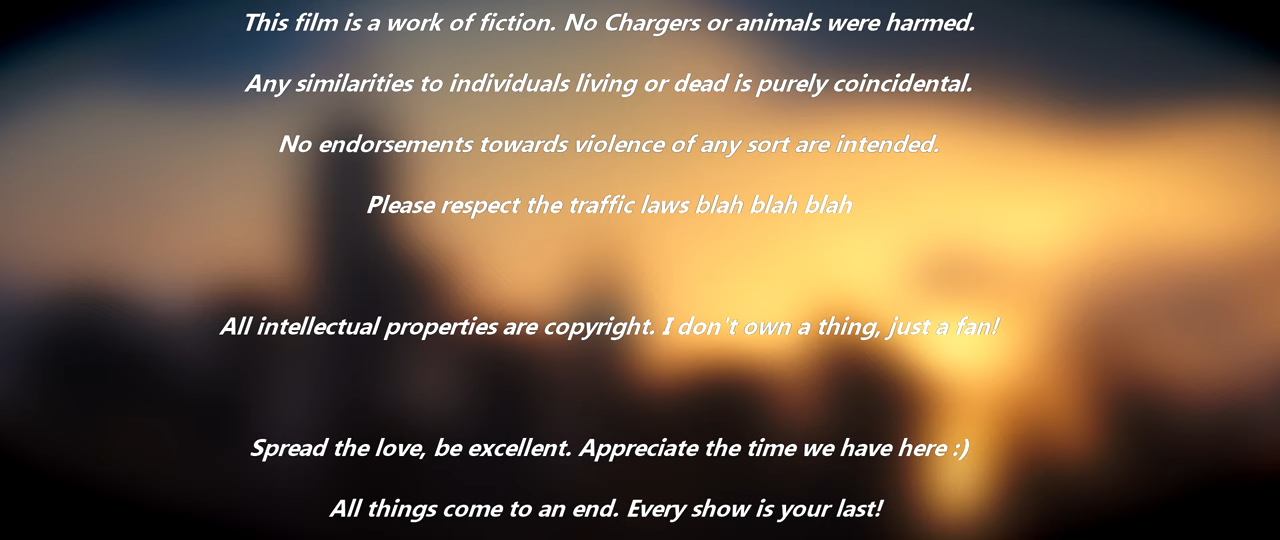 This film is a work of fiction. No Chargers or animals were harmed.
Any similarities to individuals living or dead is purely coincidental.
No endorsements towards violence of any sort are intended.
Please respect the traffic laws blah blah blah
All intellectual properties are copyright. I don't own a thing, just a fan!
Spread the love, be excellent. Appreciate the time we have here :)
All things come to an end. Every show is your last!